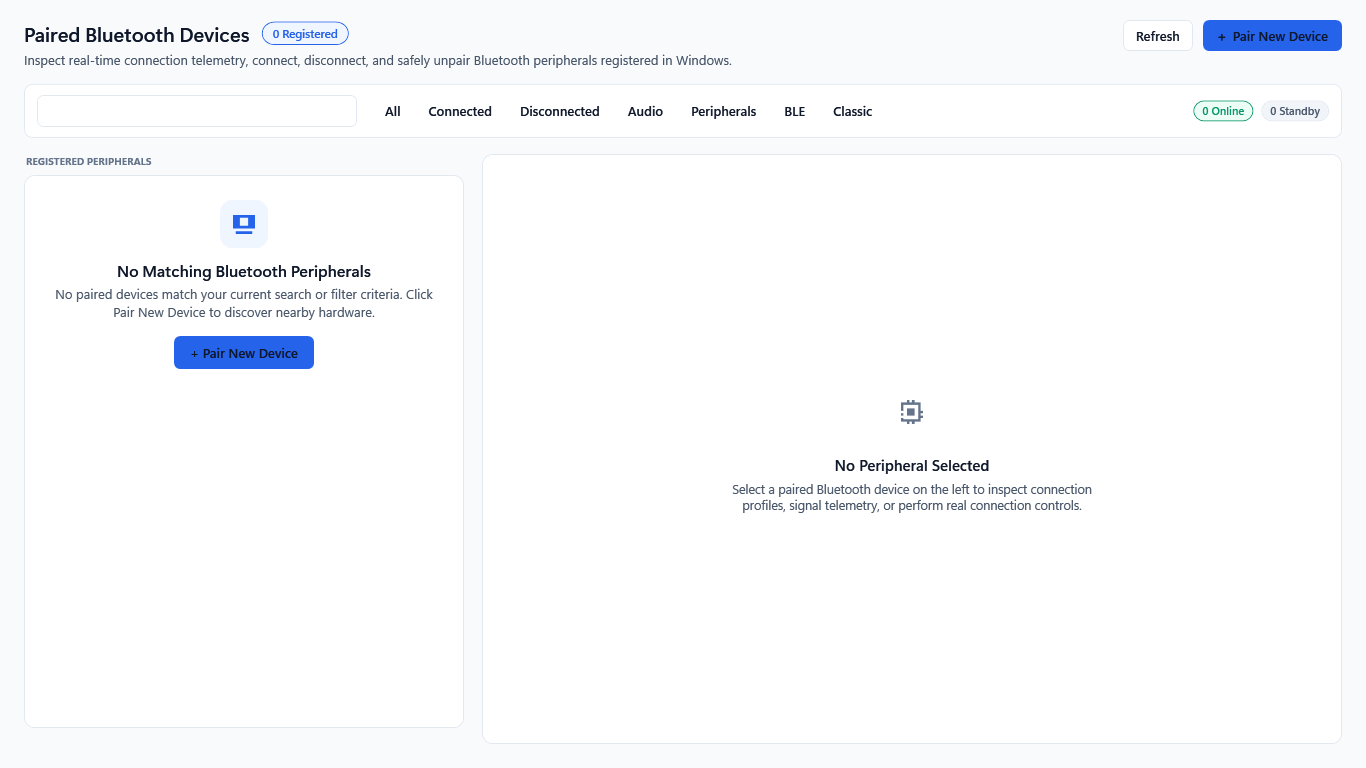 Paired Bluetooth Devices
0 Registered
Refresh
+ Pair New Device
Inspect real-time connection telemetry, connect, disconnect, and safely unpair Bluetooth peripherals registered in Windows.
All Connected Disconnected Audio Peripherals BLE Classic
0 Online
0 Standby
REGISTERED PERIPHERALS
No Matching Bluetooth Peripherals
No paired devices match your current search or filter criteria. Click
Pair New Device to discover nearby hardware.
+ Pair New Device
No Peripheral Selected
Select a paired Bluetooth device on the left to inspect connection
profiles, signal telemetry, or perform real connection controls.